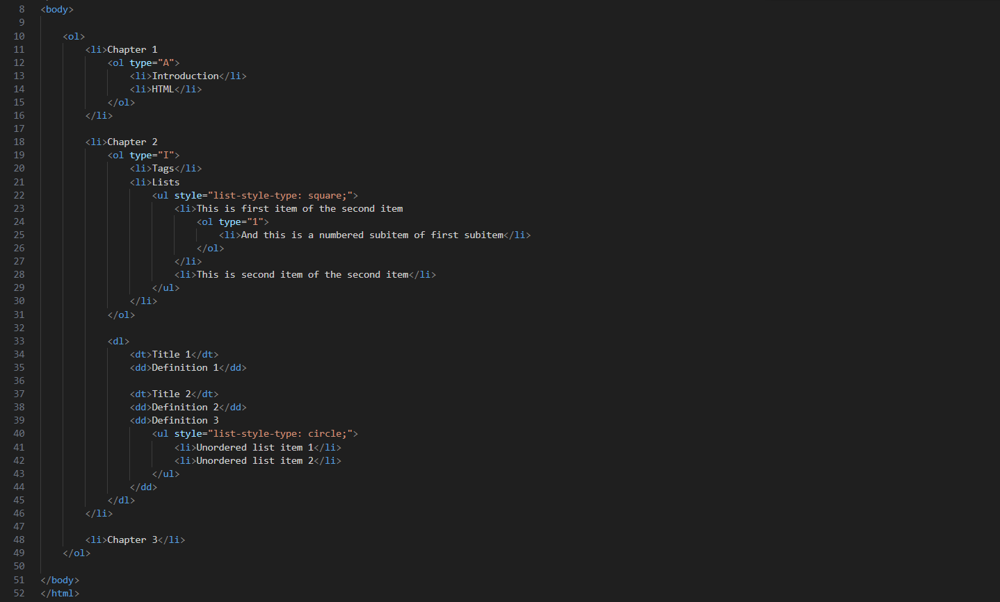 8 <body>
9
10     <ol>
11         <li>Chapter 1
12             <ol type="A">
13                 <li>Introduction</li>
14                 <li>HTML</li>
15             </ol>
16         </li>
17
18         <li>Chapter 2
19             <ol type="I">
20                 <li>Tags</li>
21                 <li>Lists
22                     <ul style="list-style-type: square;">
23                         <li>This is first item of the second item
24                             <ol type="1">
25                                 <li>And this is a numbered subitem of first subitem</li>
26                             </ol>
27                         </li>
28                         <li>This is second item of the second item</li>
29                     </ul>
30                 </li>
31             </ol>
32
33             <dl>
34                 <dt>Title 1</dt>
35                 <dd>Definition 1</dd>
36
37                 <dt>Title 2</dt>
38                 <dd>Definition 2</dd>
39                 <dd>Definition 3
40                     <ul style="list-style-type: circle;">
41                         <li>Unordered list item 1</li>
42                         <li>Unordered list item 2</li>
43                     </ul>
44                 </dd>
45             </dl>
46         </li>
47
48         <li>Chapter 3</li>
49     </ol>
50
51 </body>
52 </html>